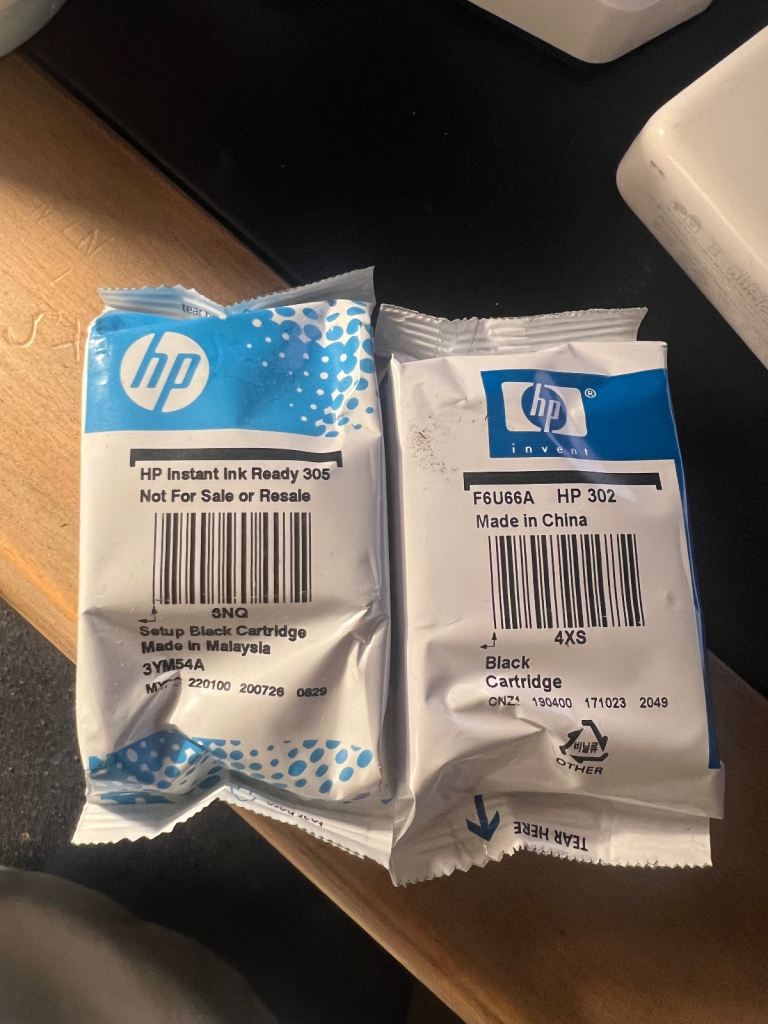 hp
HP Instant Ink Ready 305
Not For Sale or Resale
6NQ
Setup Black Cartridge
Made in Malaysia
3YM54A
220100 200726 0829
hp ®
invent
F6U66A HP 302
Made in China
4XS
Black
Cartridge
CNZ1 190400 171023 2049
비닐류
OTHER
TEAR HERE